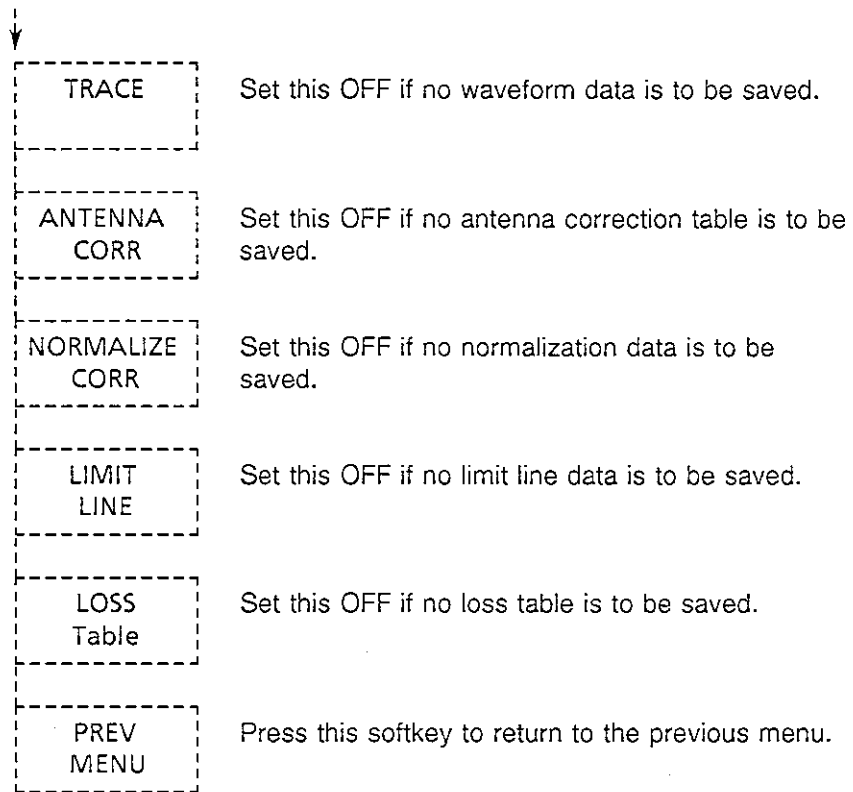 TRACE
Set this OFF if no waveform data is to be saved.
ANTENNA
CORR
Set this OFF if no antenna correction table is to be
saved.
NORMALIZE
CORR
Set this OFF if no normalization data is to be
saved.
LIMIT
LINE
Set this OFF if no limit line data is to be saved.
LOSS
Table
Set this OFF if no loss table is to be saved.
PREV
MENU
Press this softkey to return to the previous menu.